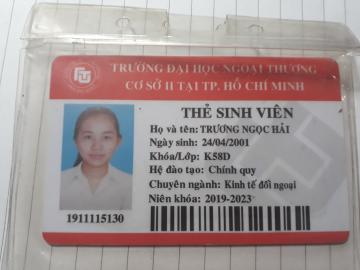 TRƯỜNG ĐẠI HỌC NGOẠI THƯƠNG
CƠ SỞ II TẠI TP. HỒ CHÍ MINH
THẺ SINH VIÊN
Họ và tên: TRƯƠNG NGỌC HẢI
Ngày sinh: 24/04/2001
Khóa/Lớp: K58D
Hệ đào tạo: Chính quy
Chuyên ngành: Kinh tế đối ngoại
Niên khóa: 2019-2023
1911115130